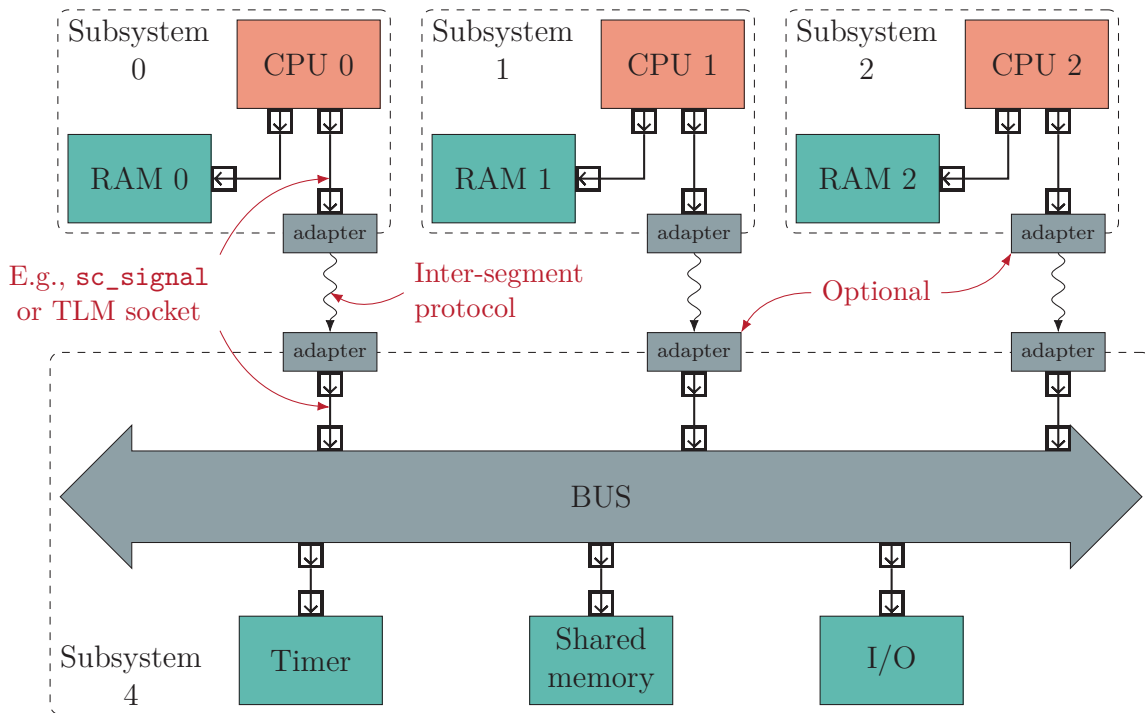 Subsystem
0
CPU 0
RAM 0
adapter
Subsystem
1
CPU 1
RAM 1
adapter
Subsystem
2
CPU 2
RAM 2
adapter
E.g., sc_signal
or TLM socket
Inter-segment
protocol
Optional
adapter
adapter
adapter
BUS
Subsystem
4
Timer
Shared
memory
I/O